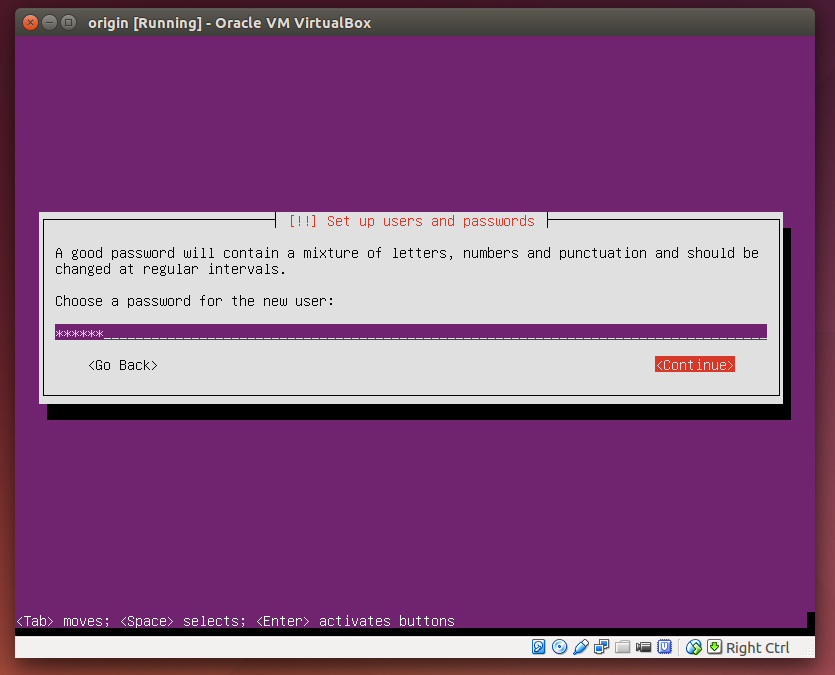 origin [Running] - Oracle VM VirtualBox
[!!] Set up users and passwords
A good password will contain a mixture of letters, numbers and punctuation and should be
changed at regular intervals.
Choose a password for the new user:
******
<Go Back> <Continue>
<Tab> moves; <Space> selects; <Enter> activates buttons
Right Ctrl